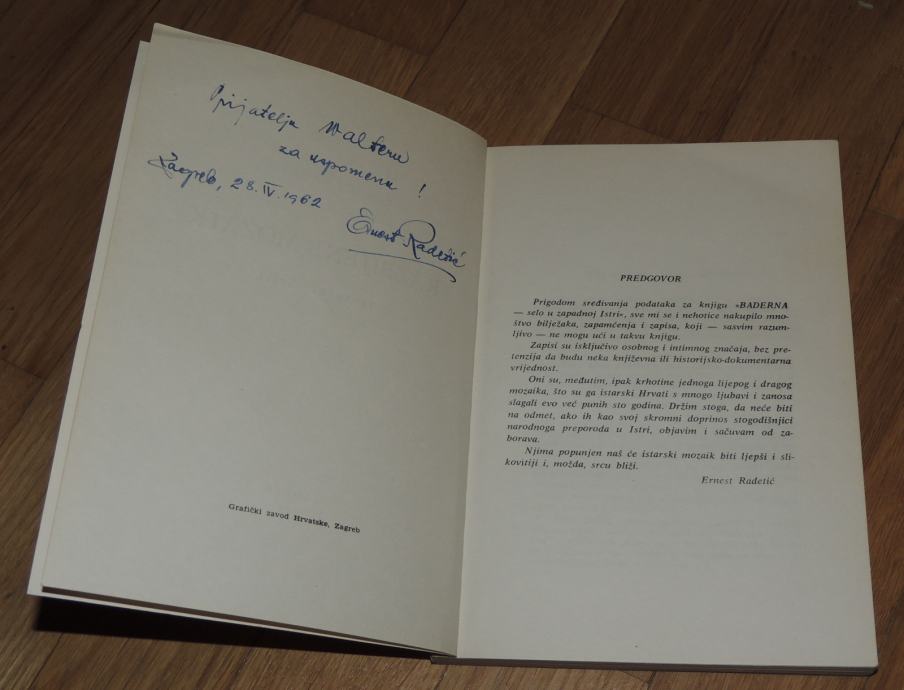 Prijatelju Walteru
za uspomenu !
Zagreb, 28.IV.1962
Ernest Radetić
Grafički zavod Hrvatske, Zagreb
PREDGOVOR
Prigodom sređivanja podataka za knjigu »BADERNA
— selo u zapadnoj Istri«, sve mi se i nehotice nakupilo mno-
štvo bilježaka, zapamćenja i zapisa, koji — sasvim razum-
ljivo — ne mogu ući u takvu knjigu.
Zapisi su isključivo osobnog i intimnog značaja, bez pre-
tenzija da budu neka književna ili historijsko-dokumentarna
vrijednost.
Oni su, međutim, ipak krhotine jednoga lijepog i dragog
mozaika, što su ga istarski Hrvati s mnogo ljubavi i zanosa
slagali evo već punih sto godina. Držim stoga, da neće biti
na odmet, ako ih kao svoj skromni doprinos stogodišnjici
narodnoga preporoda u Istri, objavim i sačuvam od za-
borava.
Njima popunjen naš će istarski mozaik biti ljepši i sli-
kovitiji i, možda, srcu bliži.
Ernest Radetić